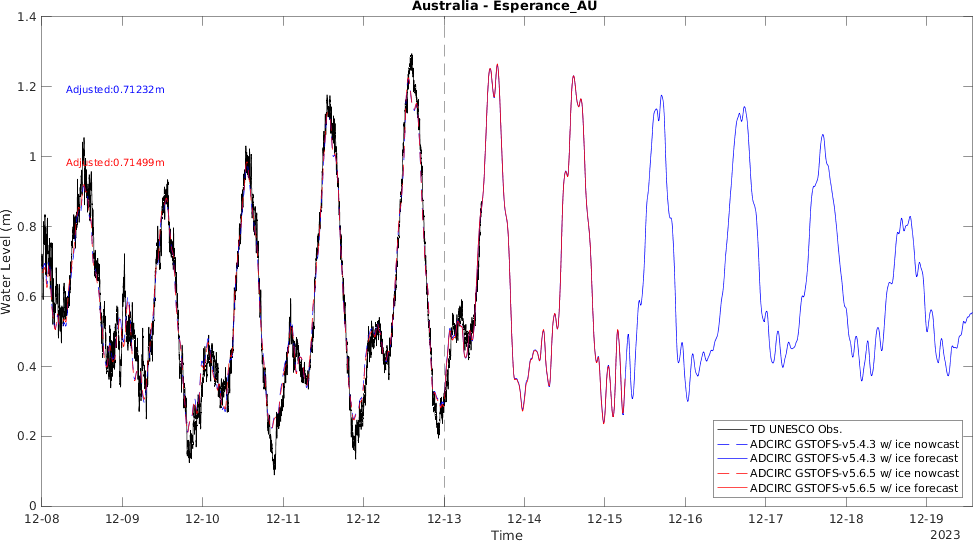 Australia - Esperance_AU
1.4
1.2
1
0.8
0.6
0.4
0.2
0
Water Level (m)
Adjusted:0.71232m
Adjusted:0.71499m
TD UNESCO Obs.
ADCIRC GSTOFS-v5.4.3 w/ ice nowcast
ADCIRC GSTOFS-v5.4.3 w/ ice forecast
ADCIRC GSTOFS-v5.6.5 w/ ice nowcast
ADCIRC GSTOFS-v5.6.5 w/ ice forecast
12-08 12-09 12-10 12-11 12-12 12-13 12-14 12-15 12-16 12-17 12-18 12-19
Time
2023